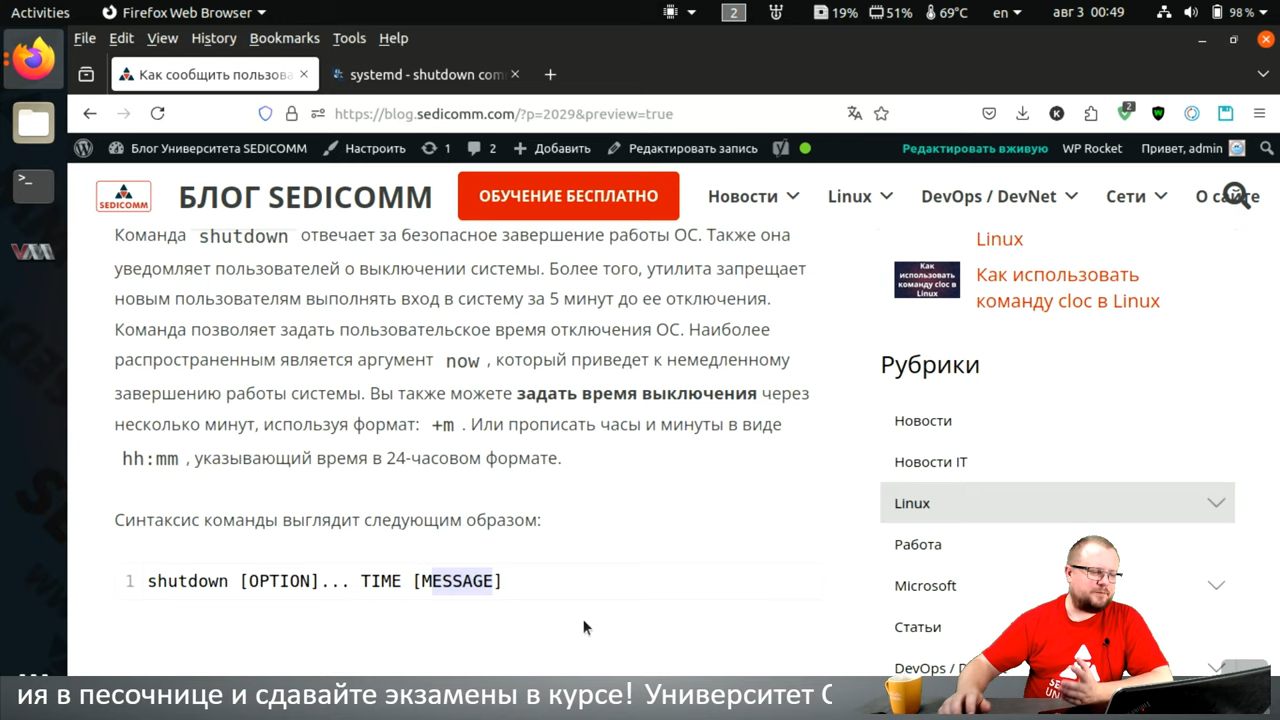 Activities
Firefox Web Browser
2
19%
51%
69°C
en
авг 3 00:49
98 %
File Edit View History Bookmarks Tools Help
Как сообщить пользова
systemd - shutdown com
https://blog.sedicomm.com/?p=2029&preview=true
K
2
Блог Университета SEDICOMM
Настроить
1
2
Добавить
Редактировать запись
Редактировать вживую
WP Rocket
Привет, admin
SEDICOMM
БЛОГ SEDICOMM
ОБУЧЕНИЕ БЕСПЛАТНО
Новости
Linux
DevOps / DevNet
Сети
О сайте
Команда shutdown отвечает за безопасное завершение работы ОС. Также она
уведомляет пользователей о выключении системы. Более того, утилита запрещает
новым пользователям выполнять вход в систему за 5 минут до ее отключения.
Команда позволяет задать пользовательское время отключения ОС. Наиболее
распространенным является аргумент now , который приведет к немедленному
завершению работы системы. Вы также можете задать время выключения через
несколько минут, используя формат: +m . Или прописать часы и минуты в виде
hh:mm , указывающий время в 24-часовом формате.
Синтаксис команды выглядит следующим образом:
1 shutdown [OPTION]... TIME [MESSAGE]
Linux
Как
использовать
команду cloc в
Linux
Как использовать
команду cloc в Linux
Рубрики
Новости
Новости IT
Linux
Работа
Microsoft
Статьи
ия в песочнице и сдавайте экзамены в курсе! Университет